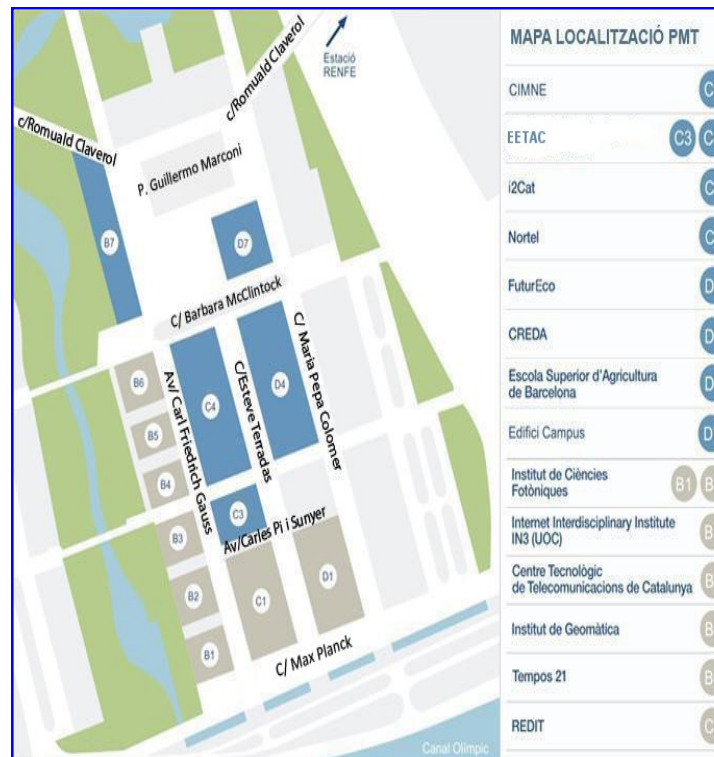 c/Romuald Claverol
Estació
RENFE
c/Romuald Claverol
P. Guillermo Marconi
B7
D7
C/ Barbara McClintock
B6
C4
D4
C/ Maria Pepa Colomer
C/Esteve Terradas
Av/ Carl Friedrich Gauss
B5
B4
C3
B3
Av/Carles Pi i Sunyer
B2
C1
D1
B1
C/ Max Planck
Canal Olímpic
MAPA LOCALITZACIÓ PMT
CIMNE C
EETAC C3 C
i2Cat C
Nortel C
FuturEco D
CREDA D
Escola Superior d'Agricultura
de Barcelona D
Edifici Campus D
Institut de Ciències
Fotòniques B1 B
Internet Interdisciplinary Institute
IN3 (UOC) B
Centre Tecnològic
de Telecomunicacions de Catalunya B
Institut de Geomàtica B
Tempos 21 B
REDIT C